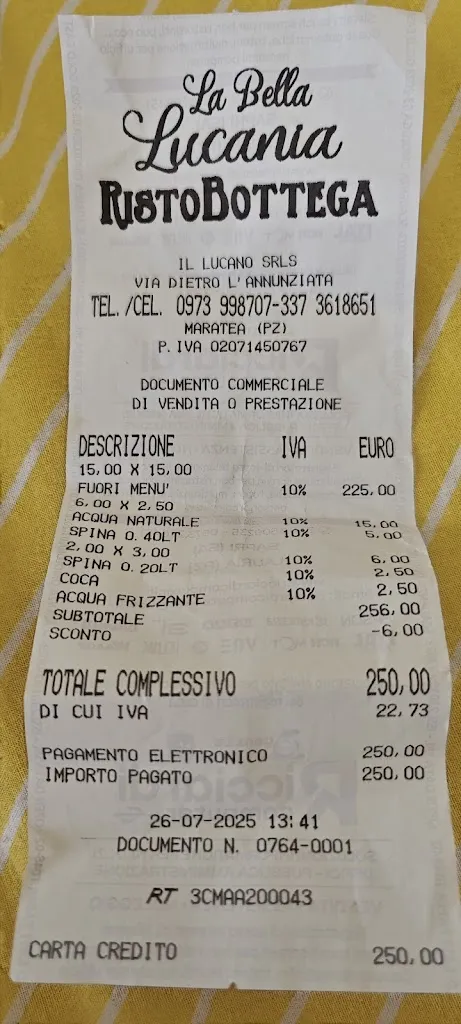 La Bella
Lucania
RISTOBOTTEGA
IL LUCANO SRLS
VIA DIETRO L'ANNUNZIATA
TEL./CEL. 0973 998707-337 3618651
MARATEA (PZ)
P.IVA 02071450767
DOCUMENTO COMMERCIALE
DI VENDITA O PRESTAZIONE
DESCRIZIONE IVA EURO
15,00 X 15,00
FUORI MENU' 10% 225,00
6,00 X 2,50
ACQUA NATURALE 10% 15,00
SPINA 0.40LT 10% 5,00
2,00 X 3,00
SPINA 0.20LT 10% 6,00
COCA 10% 2,50
ACQUA FRIZZANTE 10% 2,50
SUBTOTALE 256,00
SCONTO -6,00
TOTALE COMPLESSIVO 250,00
DI CUI IVA 22,73
PAGAMENTO ELETTRONICO 250,00
IMPORTO PAGATO 250,00
26-07-2025 13:41
DOCUMENTO N. 0764-0001
RT 3CMAA200043
CARTA CREDITO 250,00